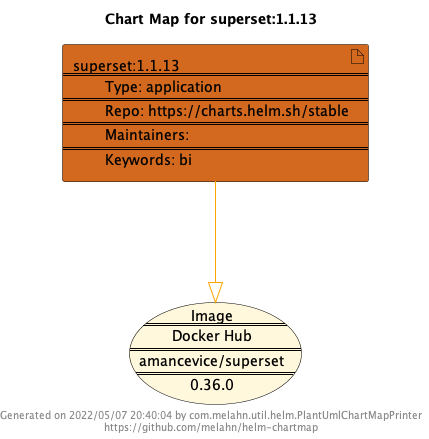 Chart Map for superset:1.1.13
superset:1.1.13
Type: application
Repo: https://charts.helm.sh/stable
Maintainers:
Keywords: bi
Image
Docker Hub
amancevice/superset
0.36.0
Generated on 2022/05/07 20:40:04 by com.melahn.util.helm.PlantUmlChartMapPrinter
https://github.com/melahn/helm-chartmap